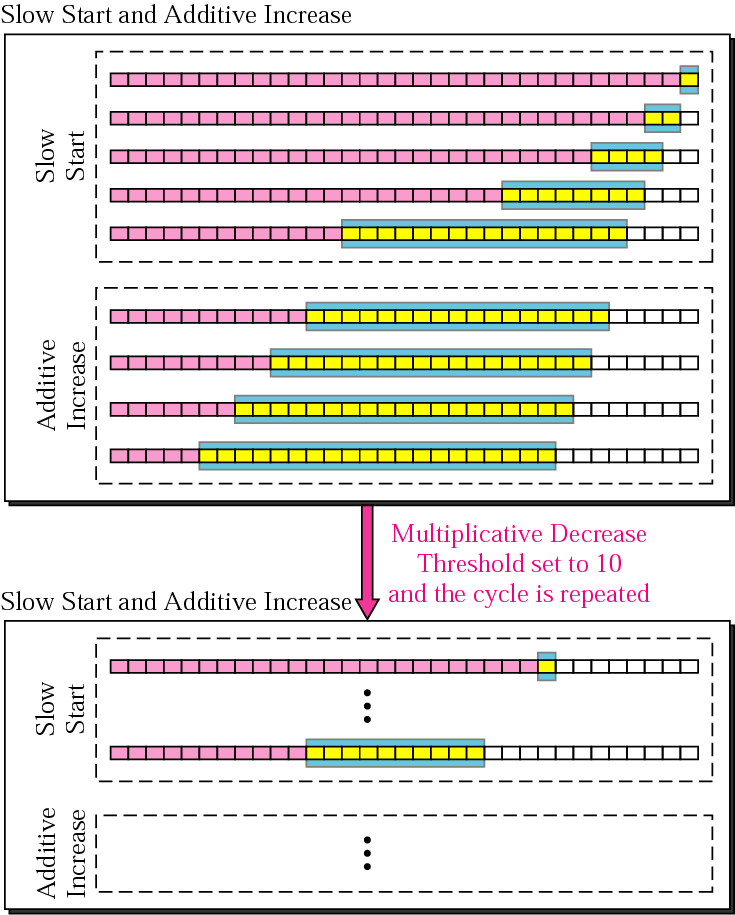 Slow Start and Additive Increase
Slow
Start
Additive
Increase
Multiplicative Decrease
Threshold set to 10
and the cycle is repeated
Slow Start and Additive Increase
Slow
Start
Additive
Increase